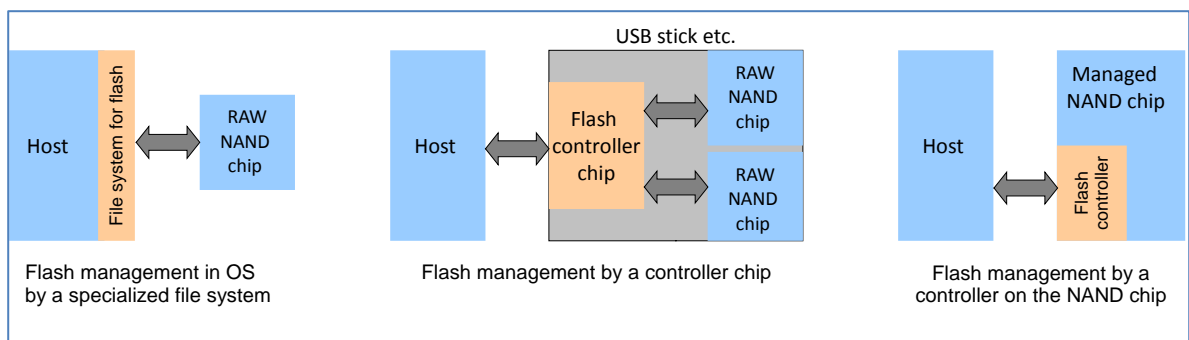 Host
File system for flash
RAW
NAND
chip
Flash management in OS
by a specialized file system
USB stick etc.
Host
Flash
controller
chip
RAW
NAND
chip
RAW
NAND
chip
Flash management by a controller chip
Host
Managed
NAND chip
Flash
controller
Flash management by a
controller on the NAND chip